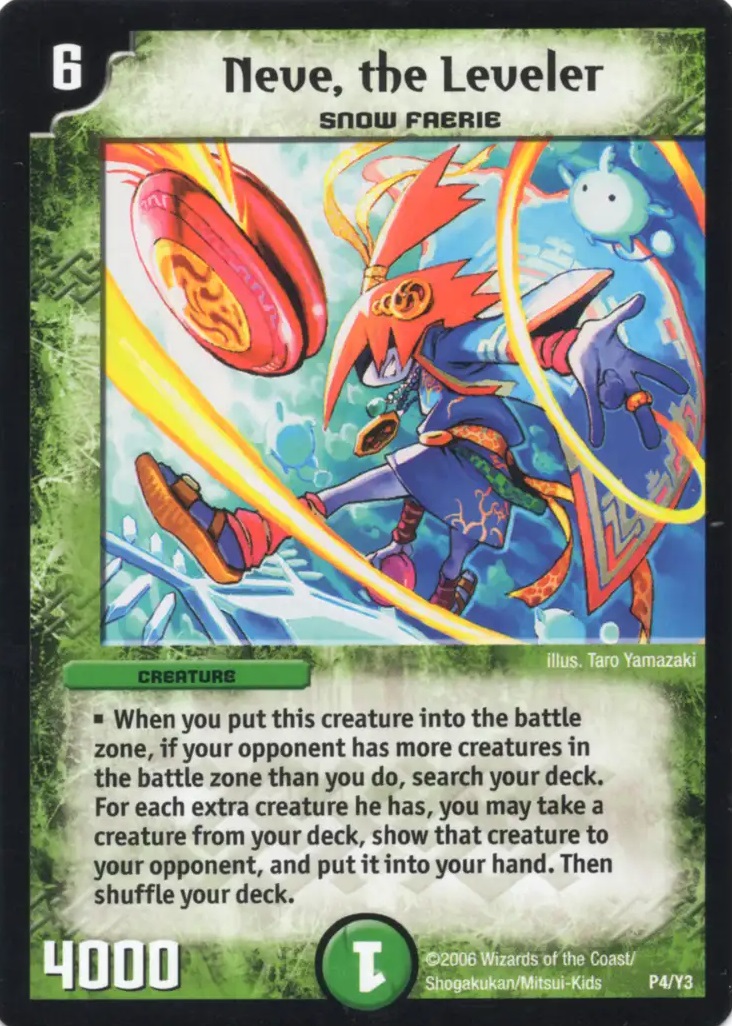 6
Neve, the Leveler
SNOW FAERIE
illus. Taro Yamazaki
CREATURE
▪ When you put this creature into the battle
zone, if your opponent has more creatures in
the battle zone than you do, search your deck.
For each extra creature he has, you may take a
creature from your deck, show that creature to
your opponent, and put it into your hand. Then
shuffle your deck.
4000
1
©2006 Wizards of the Coast/
Shogakukan/Mitsui-Kids
P4/Y3